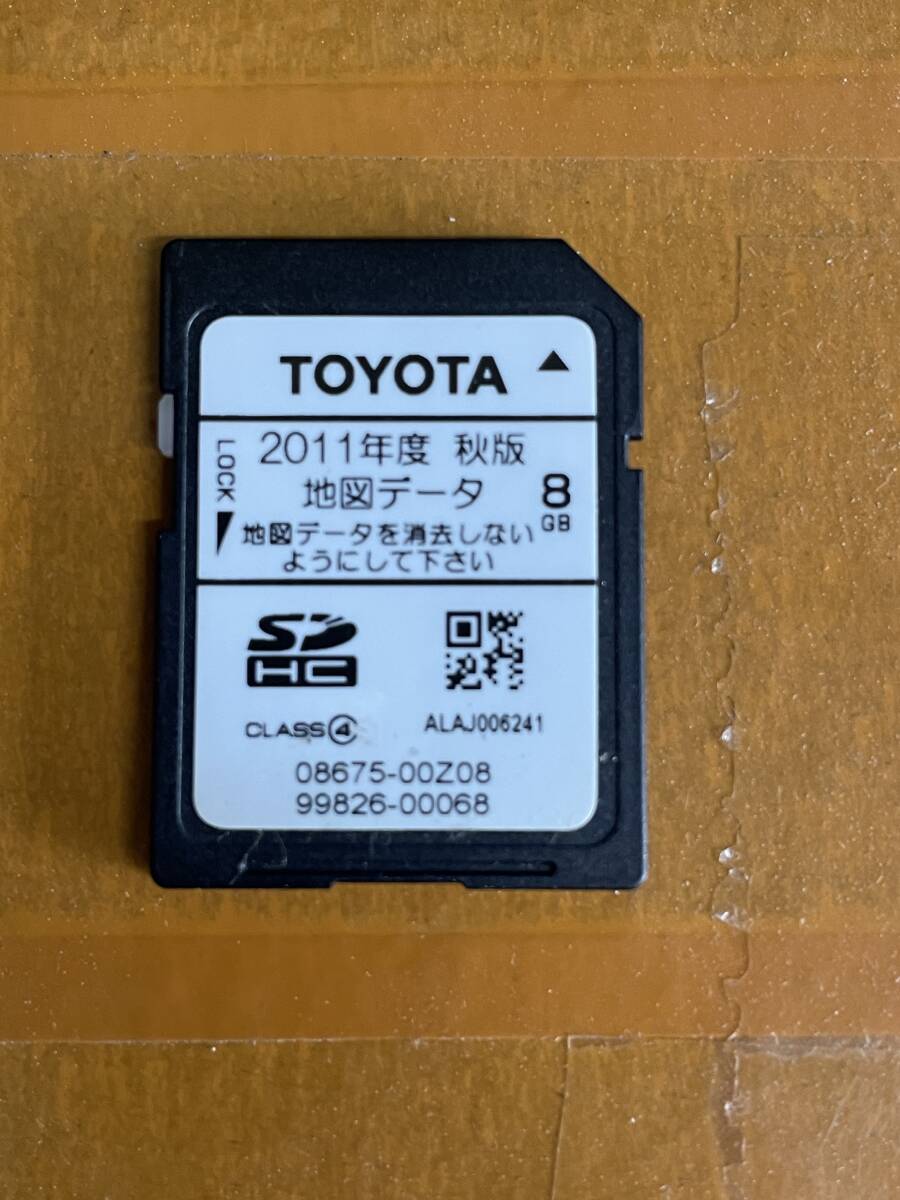 TOYOTA ▲
LOCK
2011年度 秋版
地図データ
8
GB
地図データを消去しない
ようにして下さい
SD
HC
CLASS④
ALAJ006241
08675-00Z08
99826-00068